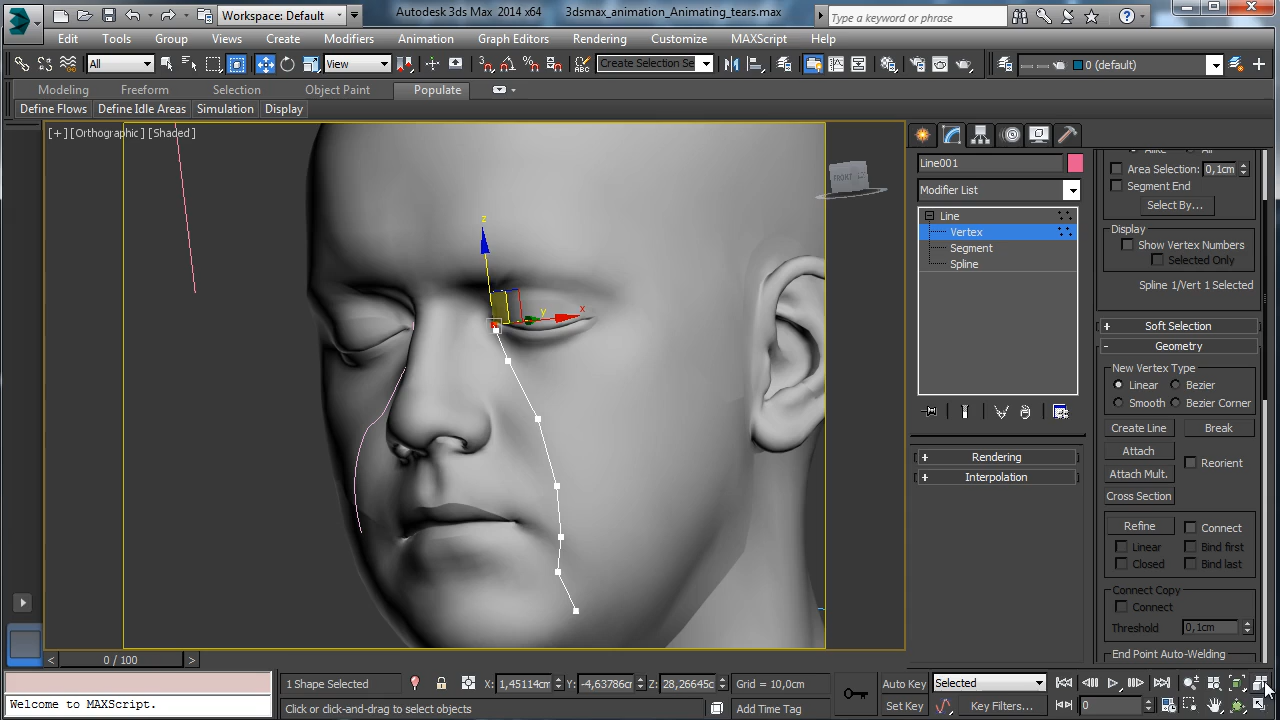 Workspace: Default
Autodesk 3ds Max 2014 x64 3dsmax_animation_Animating_tears.max
Type a keyword or phrase
Edit Tools Group Views Create Modifiers Animation Graph Editors Rendering Customize MAXScript Help
All View Create Selection Se 0 (default)
Modeling Freeform Selection Object Paint Populate
Define Flows Define Idle Areas Simulation Display
[+] [Orthographic ] [Shaded ]
FRONT
z
y
x
Line001
Modifier List
Line
Vertex
Segment
Spline
+ Rendering
+ Interpolation
Area Selection: 0,1cm
Segment End
Select By...
Display
Show Vertex Numbers
Selected Only
Spline 1/Vert 1 Selected
+ Soft Selection
- Geometry
New Vertex Type
Linear Bezier
Smooth Bezier Corner
Create Line Break
Attach
Reorient
Attach Mult.
Cross Section
Refine Connect
Linear Bind first
Closed Bind last
Connect Copy
Connect
Threshold 0,1cm
End Point Auto-Welding
< 0 / 100 >
1 Shape Selected X: 1,45114cm Y: -4,63786c Z: 28,26645c Grid = 10,0cm Auto Key Selected
Welcome to MAXScript. Click or click-and-drag to select objects Add Time Tag Set Key Key Filters... 0